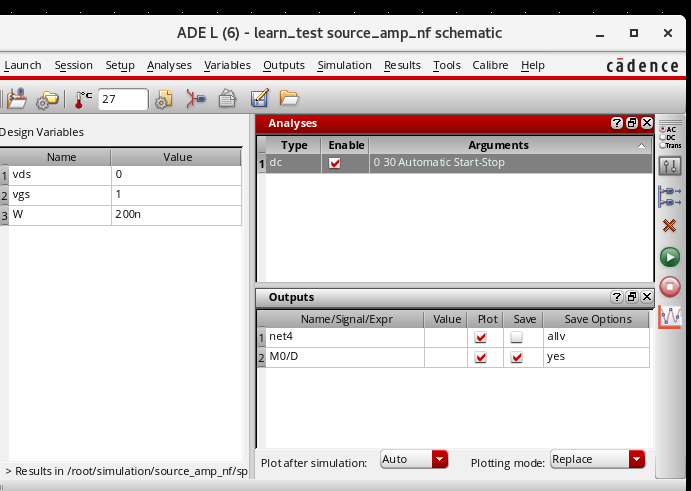 ADE L (6) - learn_test source_amp_nf schematic
Launch Session Setup Analyses Variables Outputs Simulation Results Tools Calibre Help cādence
°C 27
Design Variables
Name Value
1 vds 0
2 vgs 1
3 W 200n
Analyses
Type Enable Arguments
1 dc 0 30 Automatic Start-Stop
Outputs
Name/Signal/Expr Value Plot Save Save Options
1 net4 allv
2 M0/D yes
Plot after simulation: Auto Plotting mode: Replace
> Results in /root/simulation/source_amp_nf/sp
AC
DC
Trans